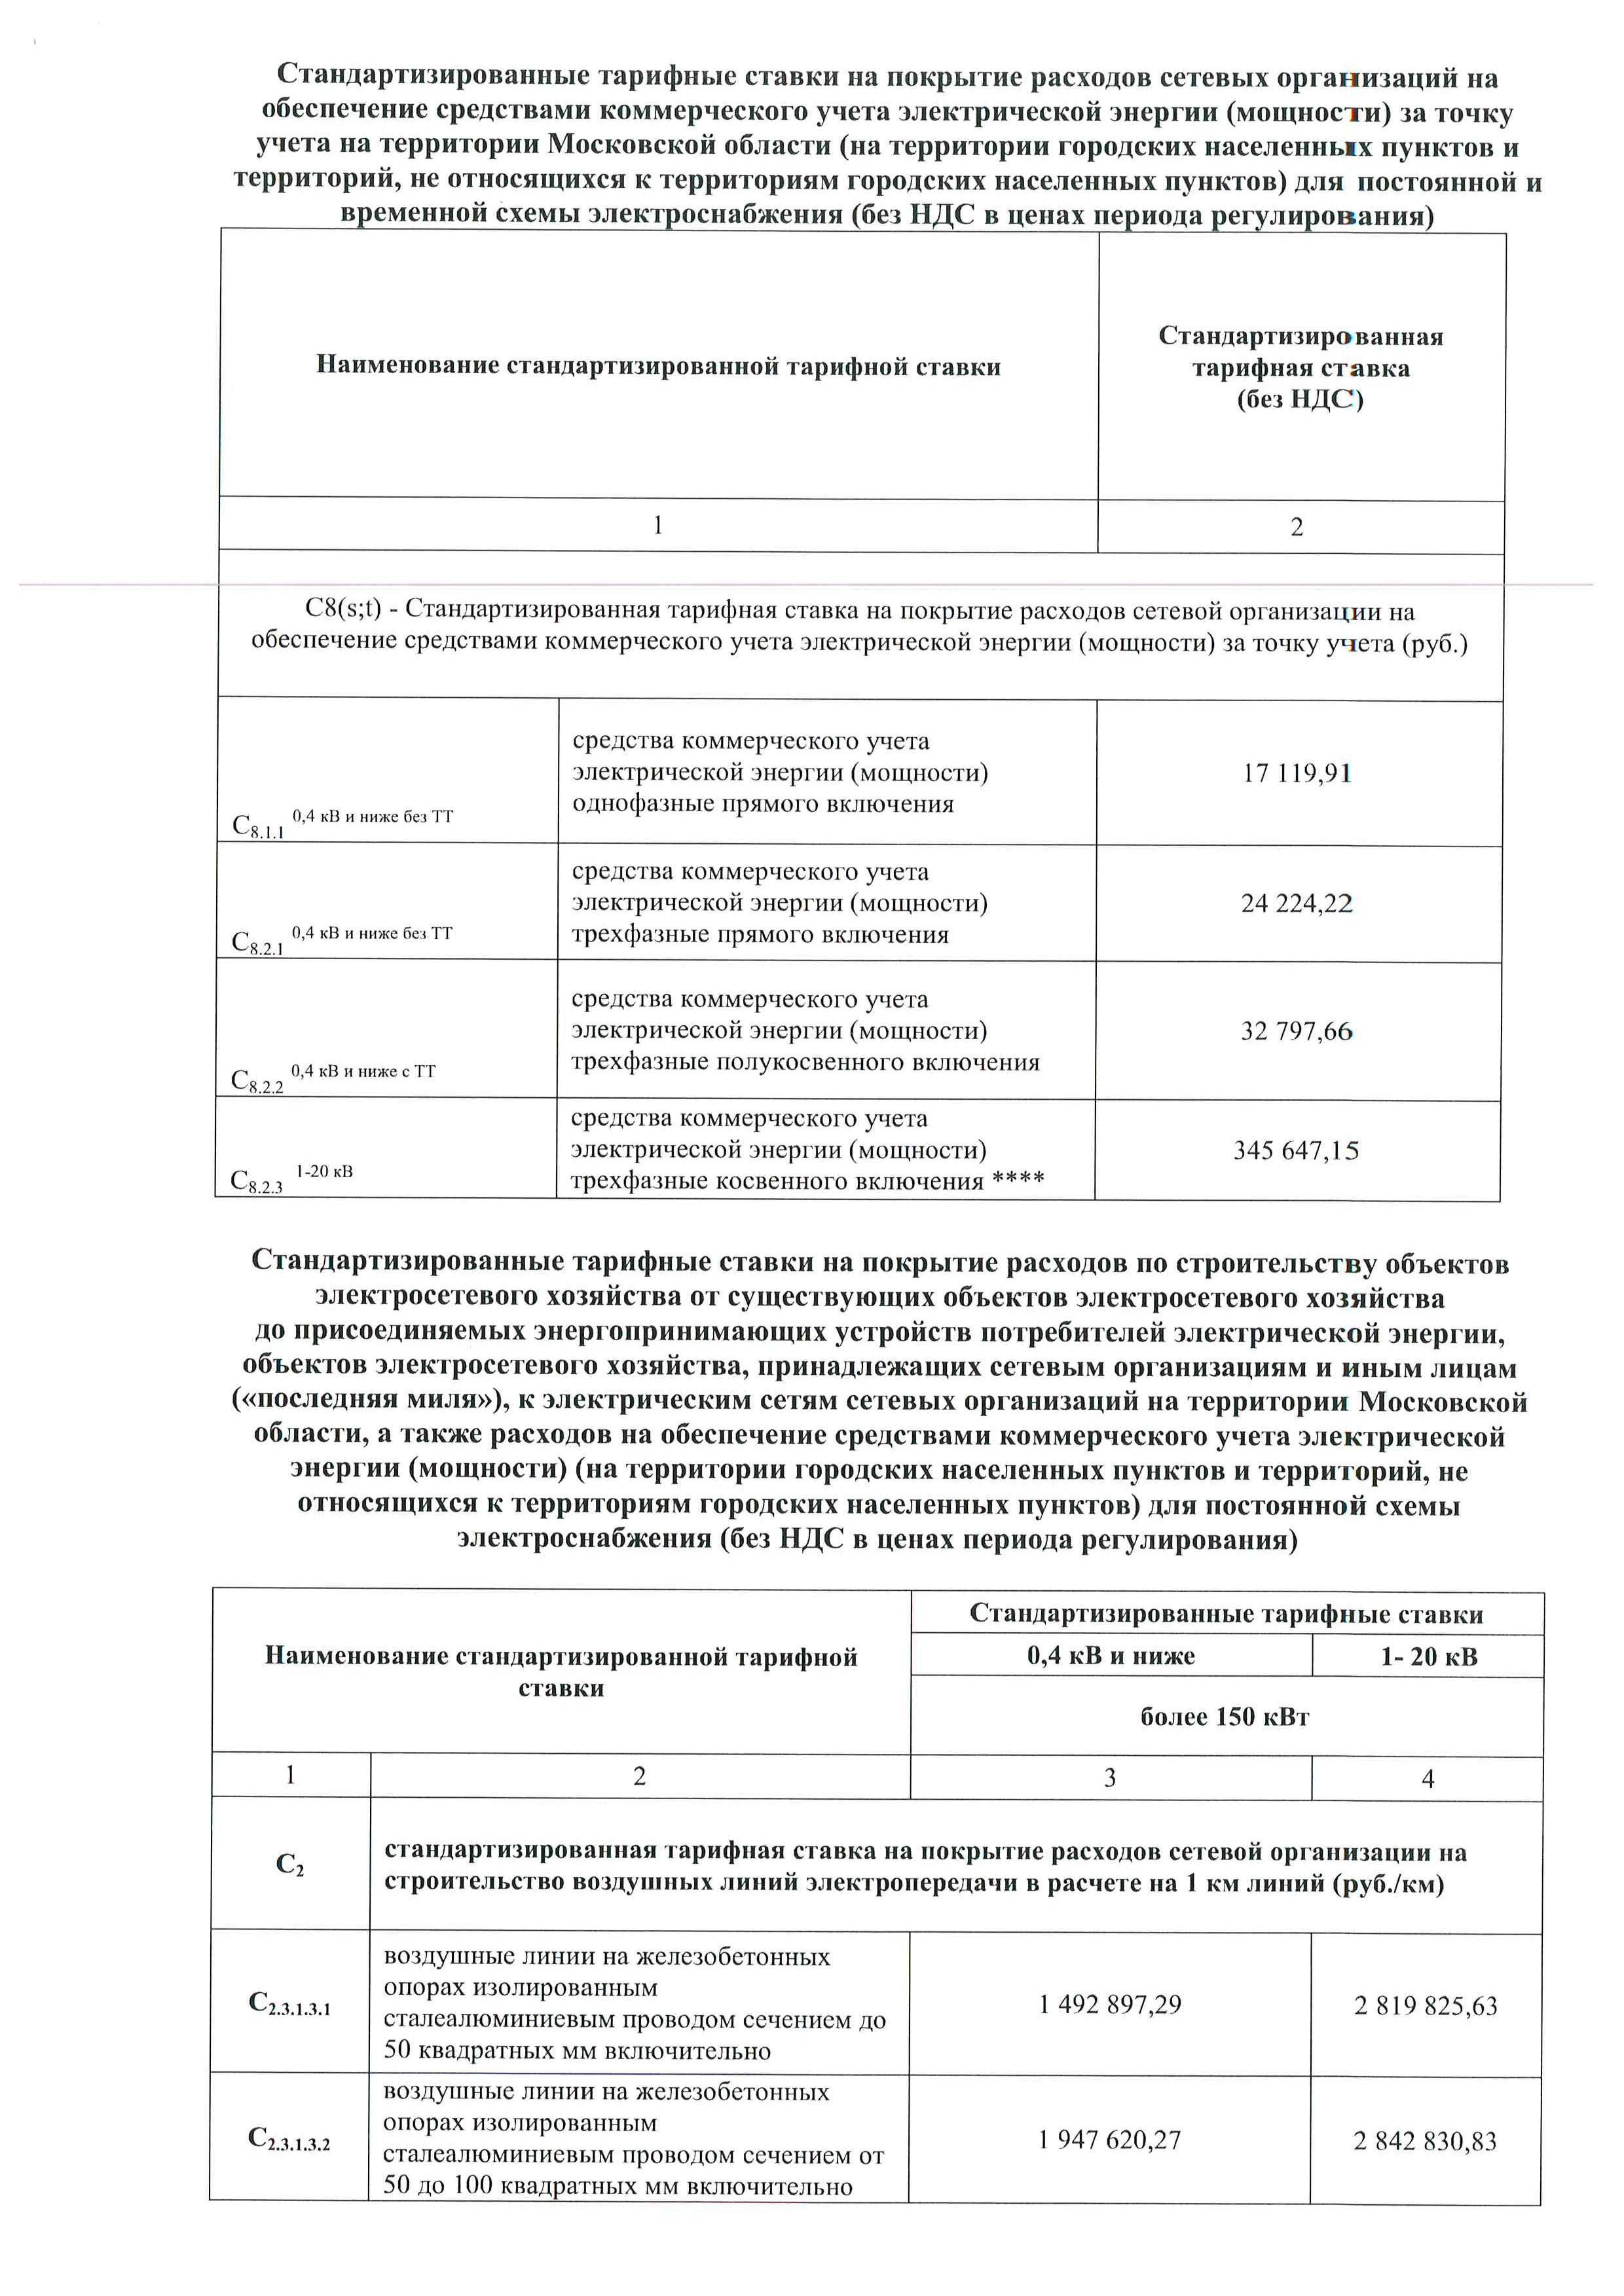 Стандартизированные тарифные ставки на покрытие расходов сетевых организаций на
обеспечение средствами коммерческого учета электрической энергии (мощности) за точку
учета на территории Московской области (на территории городских населенных пунктов и
территорий, не относящихся к территориям городских населенных пунктов) для постоянной и
временной схемы электроснабжения (без НДС в ценах периода регулирования)
Наименование стандартизированной тарифной ставки
Стандартизированная
тарифная ставка
(без НДС)
1
2
C8(s;t) - Стандартизированная тарифная ставка на покрытие расходов сетевой организации на
обеспечение средствами коммерческого учета электрической энергии (мощности) за точку учета (руб.)
C8.1.1 0,4 кВ и ниже без ТТ
средства коммерческого учета
электрической энергии (мощности)
однофазные прямого включения
17 119,91
C8.2.1 0,4 кВ и ниже без ТТ
средства коммерческого учета
электрической энергии (мощности)
трехфазные прямого включения
24 224,22
C8.2.2 0,4 кВ и ниже с ТТ
средства коммерческого учета
электрической энергии (мощности)
трехфазные полукосвенного включения
32 797,66
C8.2.3 1-20 кВ
средства коммерческого учета
электрической энергии (мощности)
трехфазные косвенного включения ****
345 647,15
Стандартизированные тарифные ставки на покрытие расходов по строительству объектов
электросетевого хозяйства от существующих объектов электросетевого хозяйства
до присоединяемых энергопринимающих устройств потребителей электрической энергии,
объектов электросетевого хозяйства, принадлежащих сетевым организациям и иным лицам
(«последняя миля»), к электрическим сетям сетевых организаций на территории Московской
области, а также расходов на обеспечение средствами коммерческого учета электрической
энергии (мощности) (на территории городских населенных пунктов и территорий, не
относящихся к территориям городских населенных пунктов) для постоянной схемы
электроснабжения (без НДС в ценах периода регулирования)
Наименование стандартизированной тарифной
ставки
Стандартизированные тарифные ставки
0,4 кВ и ниже
1- 20 кВ
более 150 кВт
1
2
3
4
C2
стандартизированная тарифная ставка на покрытие расходов сетевой организации на
строительство воздушных линий электропередачи в расчете на 1 км линий (руб./км)
C2.3.1.3.1
воздушные линии на железобетонных
опорах изолированным
сталеалюминиевым проводом сечением до
50 квадратных мм включительно
1 492 897,29
2 819 825,63
C2.3.1.3.2
воздушные линии на железобетонных
опорах изолированным
сталеалюминиевым проводом сечением от
50 до 100 квадратных мм включительно
1 947 620,27
2 842 830,83